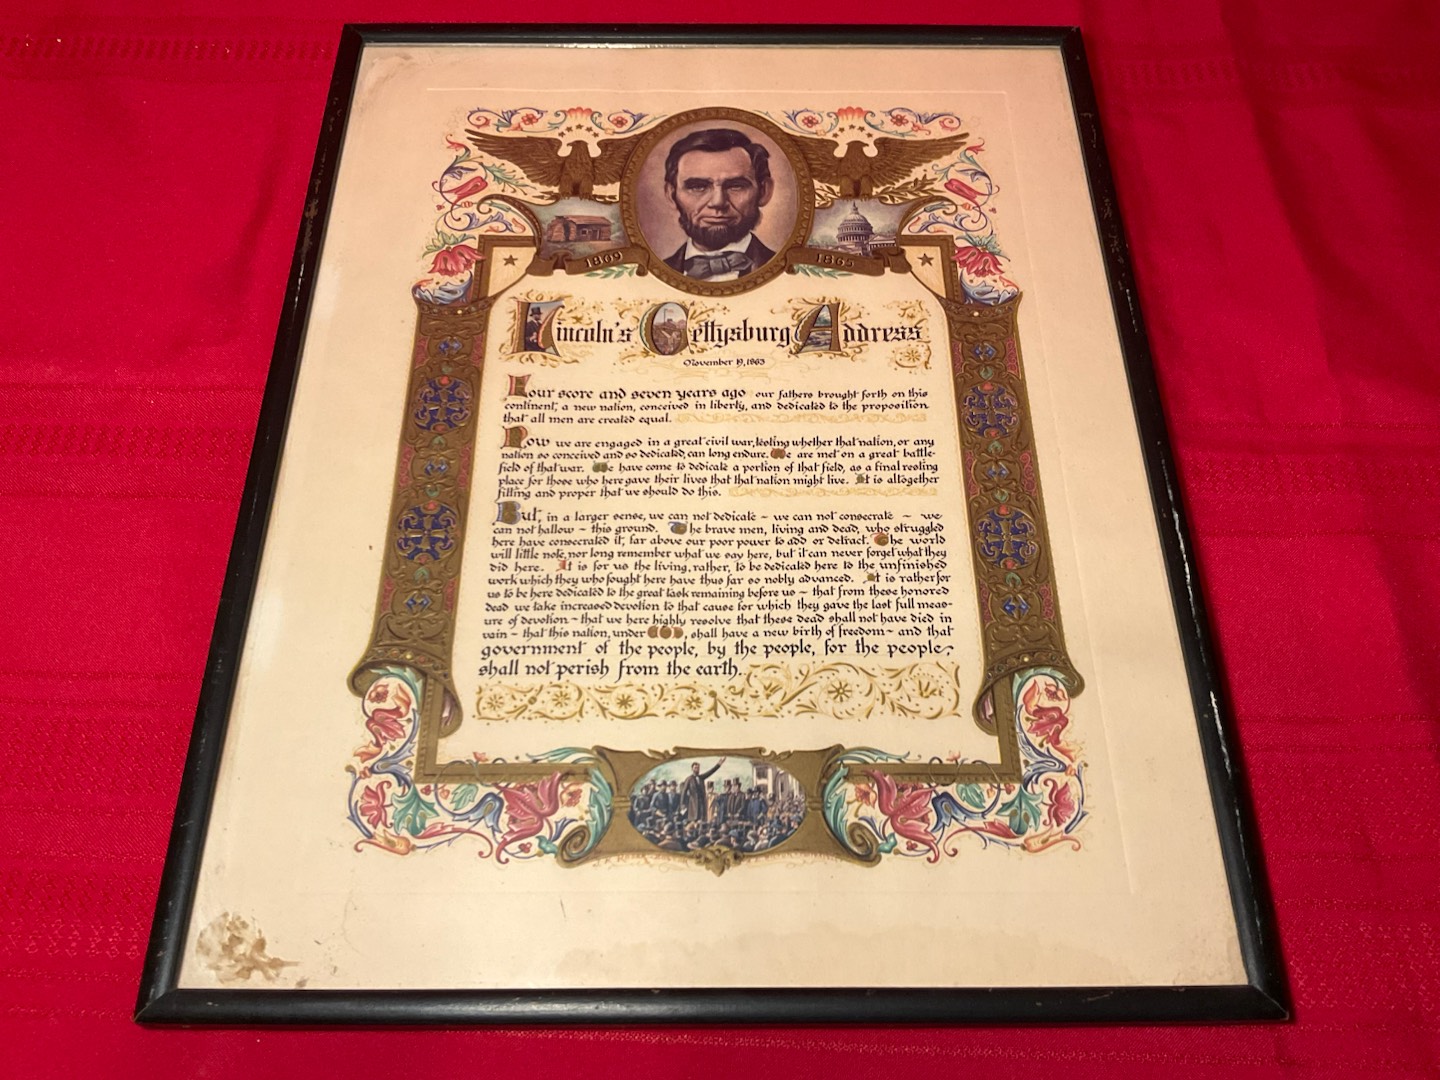 1809
1865
Lincoln's Gettysburg Address
November 19, 1863
Four score and seven years ago our fathers brought forth on this
continent, a new nation, conceived in liberty, and dedicated to the proposition
that all men are created equal.
Now we are engaged in a great civil war, testing whether that nation, or any
nation so conceived and so dedicated, can long endure. We are met on a great battle-
field of that war. We have come to dedicate a portion of that field, as a final resting
place for those who here gave their lives that that nation might live. It is altogether
fitting and proper that we should do this.
But, in a larger sense, we can not dedicate ~ we can not consecrate ~ we
can not hallow ~ this ground. The brave men, living and dead, who struggled
here have consecrated it, far above our poor power to add or detract. The world
will little note, nor long remember what we say here, but it can never forget what they
did here. It is for us the living, rather, to be dedicated here to the unfinished
work which they who fought here have thus far so nobly advanced. It is rather for
us to be here dedicated to the great task remaining before us ~ that from these honored
dead we take increased devotion to that cause for which they gave the last full meas-
ure of devotion ~ that we here highly resolve that these dead shall not have died in
vain ~ that this nation, under GOD, shall have a new birth of freedom ~ and that
government of the people, by the people, for the people,
shall not perish from the earth.